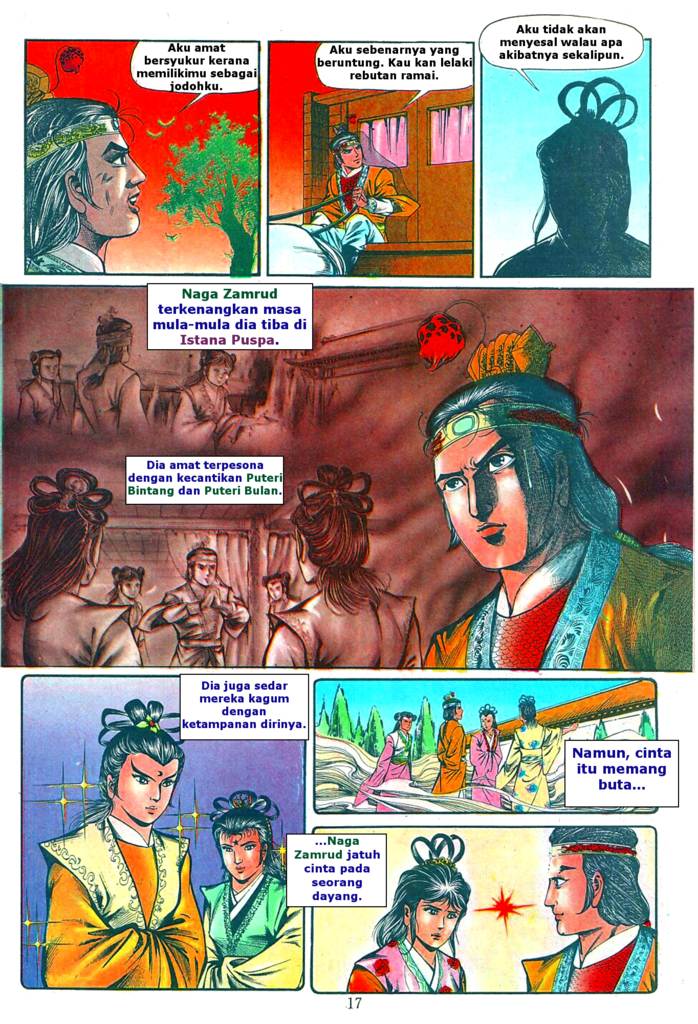 Aku amat
bersyukur kerana
memilikimu sebagai
jodohku.
Aku sebenarnya yang
beruntung. Kau kan lelaki
rebutan ramai.
Aku tidak akan
menyesal walau apa
akibatnya sekalipun.
Naga Zamrud
terkenangkan masa
mula-mula dia tiba di
Istana Puspa.
Dia amat terpesona
dengan kecantikan Puteri
Bintang dan Puteri Bulan.
Dia juga sedar
mereka kagum
dengan
ketampanan dirinya.
Namun, cinta
itu memang
buta...
...Naga
Zamrud jatuh
cinta pada
seorang
dayang.
17